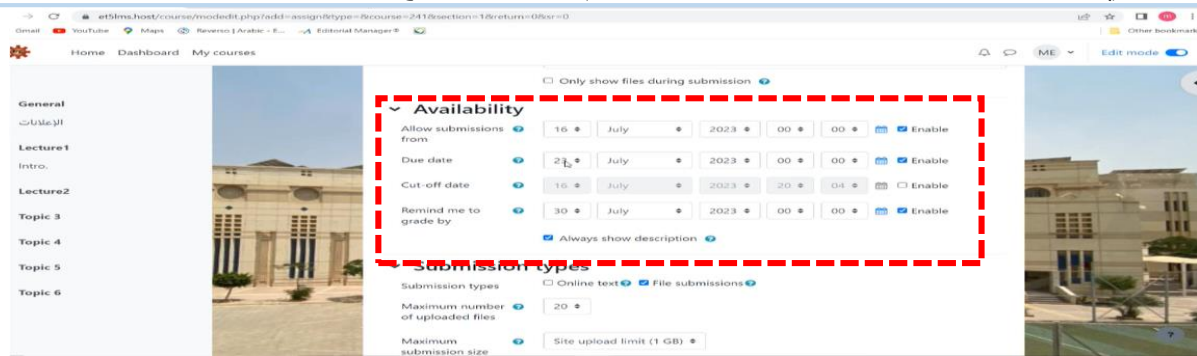 et5lms.host/course/modedit.php?add=assign&type=&course=241&section=1&return=0&sr=0
Gmail YouTube Maps Reverso | Arabic - E... Editorial Manager® Other bookmark
Home Dashboard My courses ME Edit mode
Only show files during submission
General
الإعلانات
Lecture1
Intro.
Lecture2
Topic 3
Topic 4
Topic 5
Topic 6
Availability
Allow submissions from 16 July 2023 00 00 Enable
Due date 23 July 2023 00 00 Enable
Cut-off date 16 July 2023 20 04 Enable
Remind me to grade by 30 July 2023 00 00 Enable
Always show description
Submission types
Submission types Online text File submissions
Maximum number of uploaded files 20
Maximum submission size Site upload limit (1 GB)